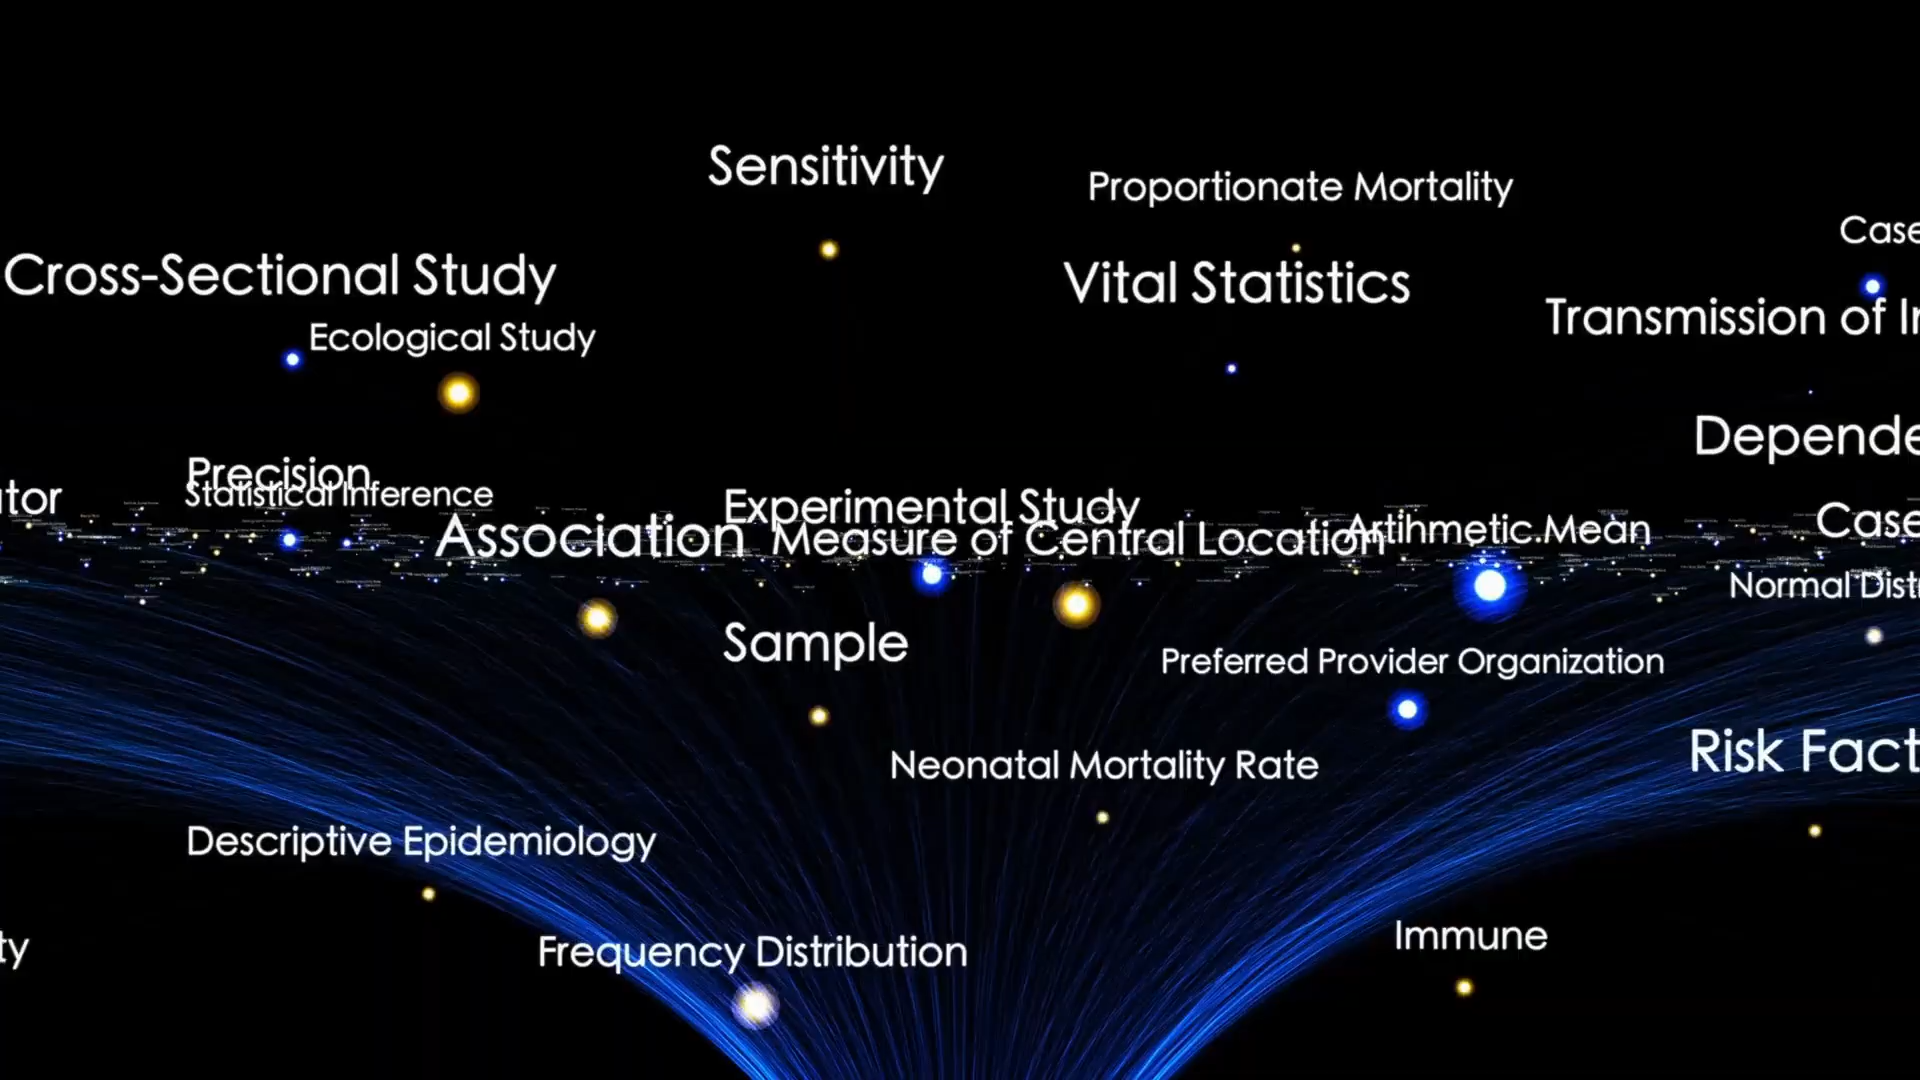 Sensitivity
Proportionate Mortality
Case
Cross-Sectional Study
Vital Statistics
Transmission of
Ecological Study
Depende
Precision
Statistical Inference
tor
Experimental Study
Association
Measure of Central Location
Artihmetic Mean
Case
Normal Dist
Sample
Preferred Provider Organization
Risk Fact
Neonatal Mortality Rate
Descriptive Epidemiology
Immune
ty
Frequency Distribution